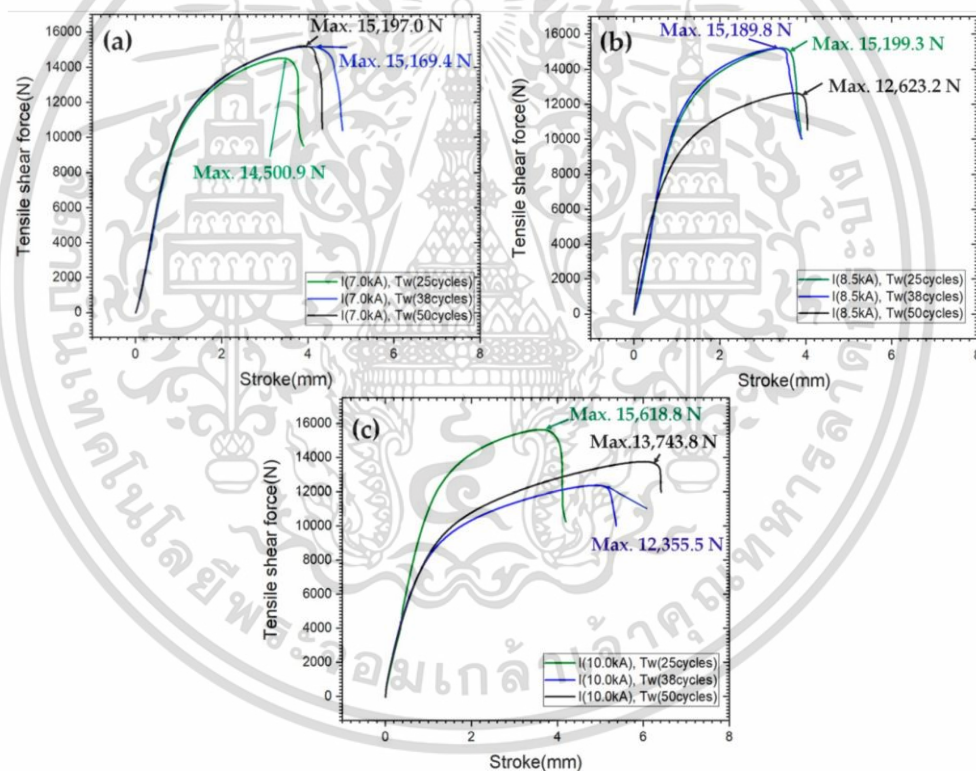 (a)
Max. 15,197.0 N
Max. 15,169.4 N
Max. 14,500.9 N
16000
14000
12000
10000
8000
6000
4000
2000
0
Tensile shear force(N)
I(7.0kA), Tw(25cycles)
I(7.0kA), Tw(38cycles)
I(7.0kA), Tw(50cycles)
0 2 4 6 8
Stroke(mm)
(b)
Max. 15,189.8 N
Max. 15,199.3 N
Max. 12,623.2 N
16000
14000
12000
10000
8000
6000
4000
2000
0
Tensile shear force(N)
I(8.5kA), Tw(25cycles)
I(8.5kA), Tw(38cycles)
I(8.5kA), Tw(50cycles)
0 2 4 6 8
Stroke(mm)
(c)
Max. 15,618.8 N
Max.13,743.8 N
Max. 12,355.5 N
16000
14000
12000
10000
8000
6000
4000
2000
0
Tensile shear force(N)
I(10.0kA), Tw(25cycles)
I(10.0kA), Tw(38cycles)
I(10.0kA), Tw(50cycles)
0 2 4 6 8
Stroke(mm)